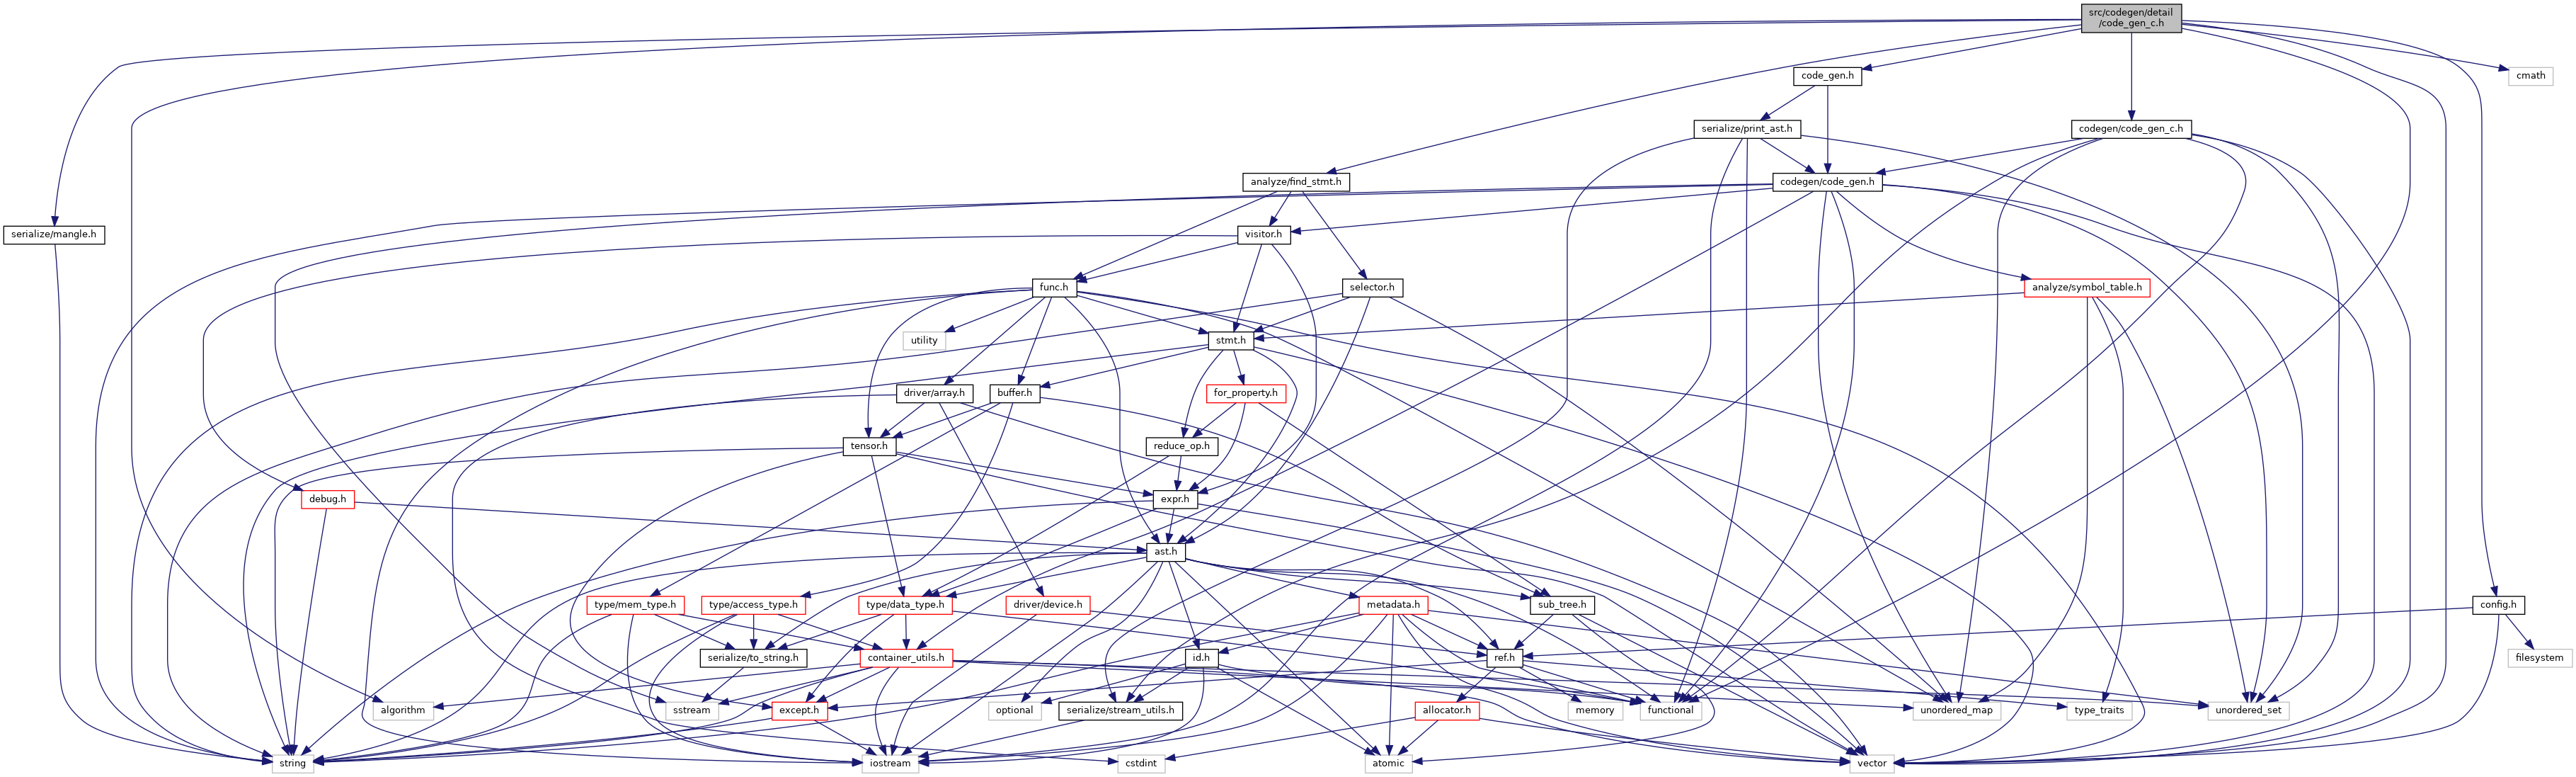 src/codegen/detail
/code_gen_c.h
code_gen.h
cmath
serialize/print_ast.h
codegen/code_gen_c.h
analyze/find_stmt.h
codegen/code_gen.h
serialize/mangle.h
visitor.h
func.h
selector.h
analyze/symbol_table.h
utility
stmt.h
driver/array.h
buffer.h
for_property.h
tensor.h
reduce_op.h
debug.h
expr.h
ast.h
type/mem_type.h
type/access_type.h
type/data_type.h
driver/device.h
metadata.h
sub_tree.h
config.h
serialize/to_string.h
container_utils.h
id.h
ref.h
filesystem
algorithm
sstream
except.h
optional
serialize/stream_utils.h
allocator.h
memory
functional
unordered_map
type_traits
unordered_set
string
iostream
cstdint
atomic
vector